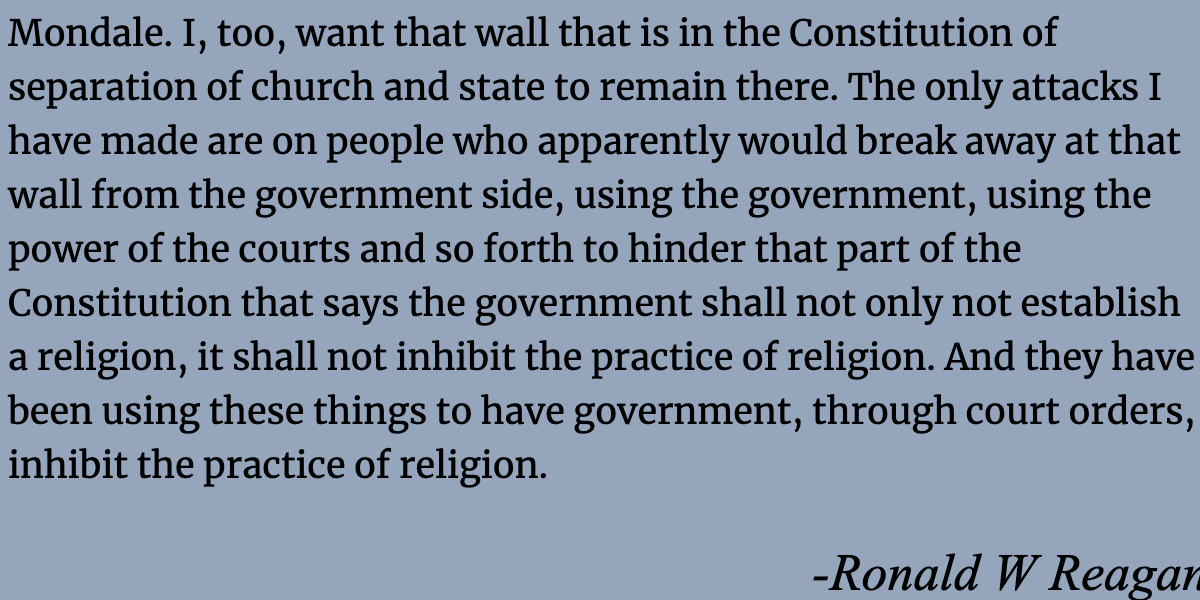 Mondale. I, too, want that wall that is in the Constitution of
separation of church and state to remain there. The only attacks I
have made are on people who apparently would break away at that
wall from the government side, using the government, using the
power of the courts and so forth to hinder that part of the
Constitution that says the government shall not only not establish
a religion, it shall not inhibit the practice of religion. And they have
been using these things to have government, through court orders,
inhibit the practice of religion.
-Ronald W Reagan